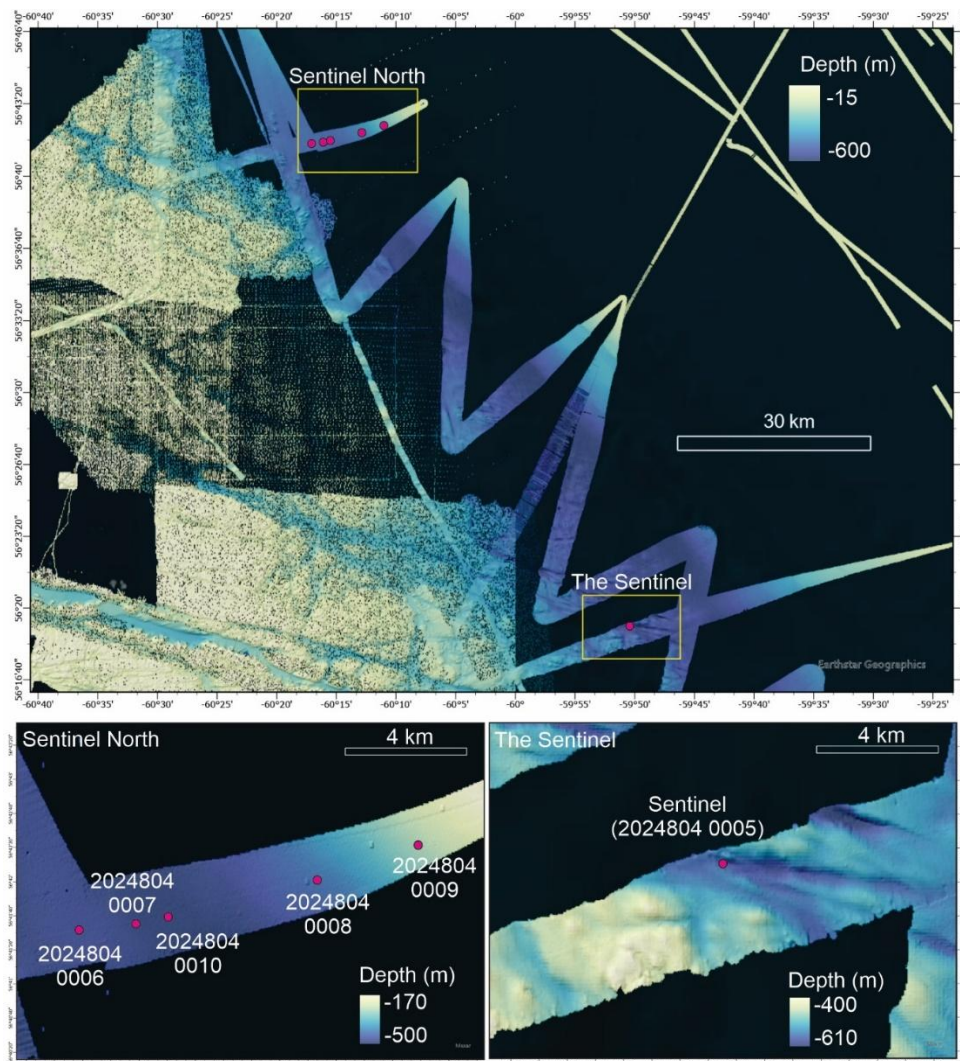 -60°40' -60°35' -60°30' -60°25' -60°20' -60°15' -60°10' -60°5' -60° -59°55' -59°50' -59°45' -59°40' -59°35' -59°30' -59°25'
56°46'40"
56°43'20"
56°40'
56°36'40"
56°33'20"
56°30'
56°26'40"
56°23'20"
56°20'
56°16'40"
Sentinel North
Depth (m)
-15
-600
30 km
The Sentinel
Earthstar Geographics
-60°40' -60°35' -60°30' -60°25' -60°20' -60°15' -60°10' -60°5' -60° -59°55' -59°50' -59°45' -59°40' -59°35' -59°30' -59°25'
Sentinel North
4 km
2024804
0009
2024804
0007
2024804
0008
2024804
0010
2024804
0006
Depth (m)
-170
-500
The Sentinel
4 km
Sentinel
(2024804 0005)
Depth (m)
-400
-610